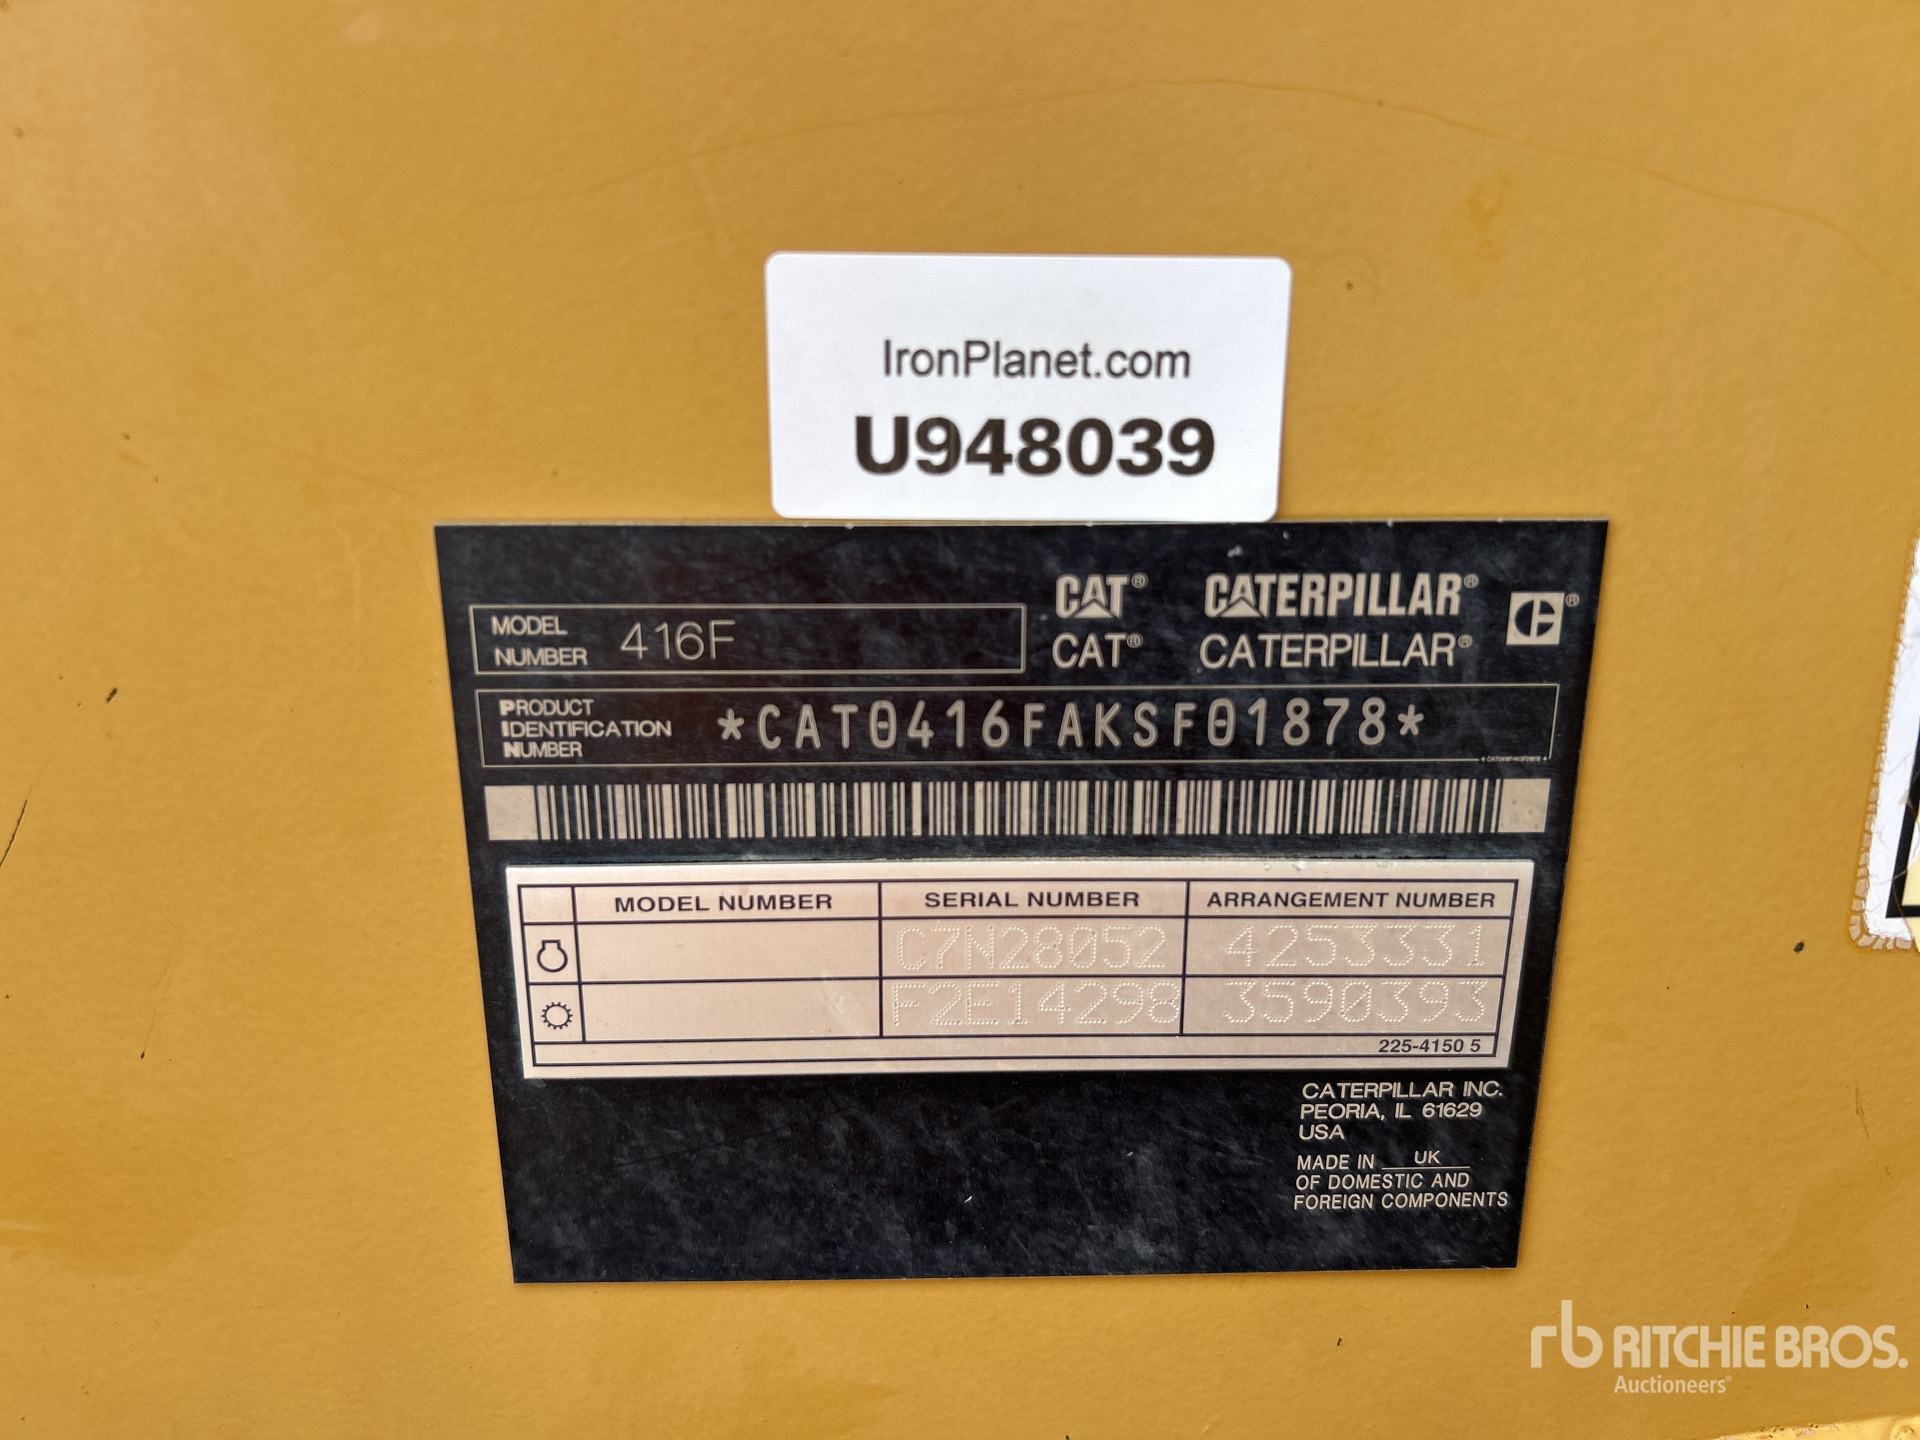 IronPlanet.com
U948039
CAT® CATERPILLAR®
CAT® CATERPILLAR®
MODEL NUMBER 416F
PRODUCT IDENTIFICATION NUMBER *CAT0416FAKSF01878*
MODEL NUMBER SERIAL NUMBER ARRANGEMENT NUMBER
C7N28052 4253331
F2E14298 3590393
225-4150 5
CATERPILLAR INC.
PEORIA, IL 61629
USA
MADE IN UK
OF DOMESTIC AND
FOREIGN COMPONENTS
rb RITCHIE BROS.
Auctioneers